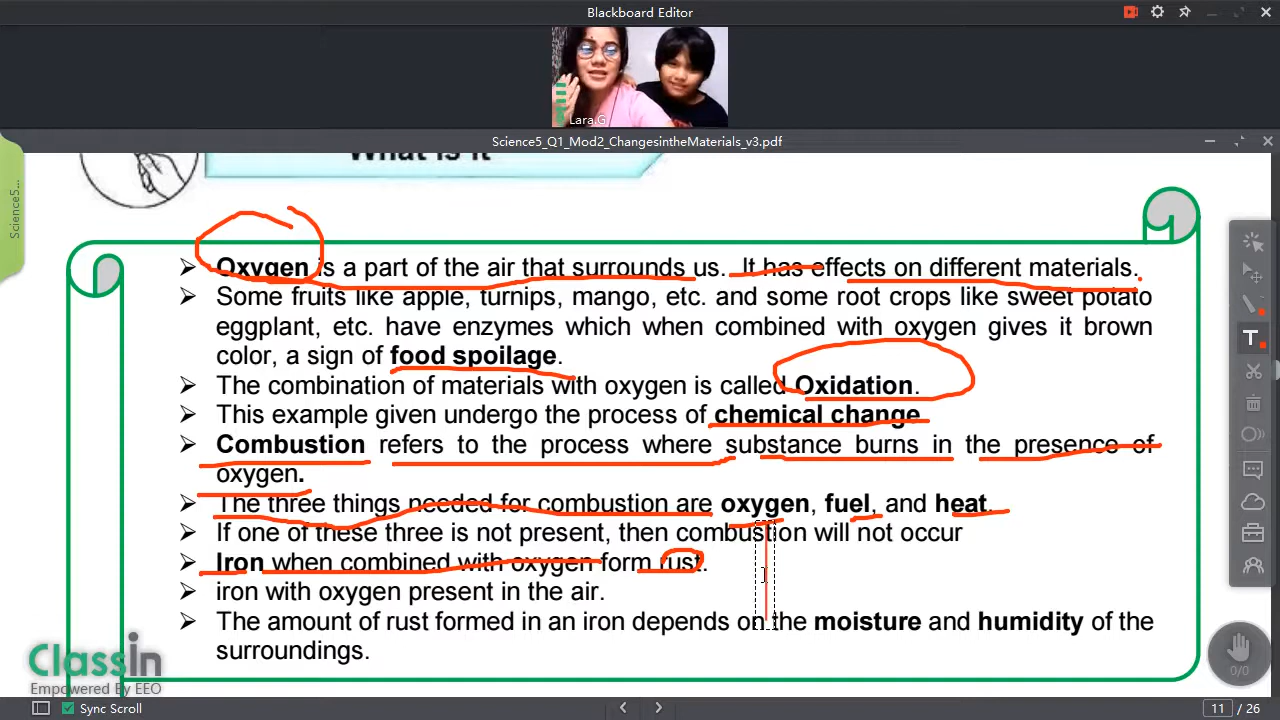 Blackboard Editor
Lara.G.
Science5_Q1_Mod2_ChangesintheMaterials_v3.pdf
What is It
Science5...
Oxygen is a part of the air that surrounds us. It has effects on different materials.
Some fruits like apple, turnips, mango, etc. and some root crops like sweet potato
eggplant, etc. have enzymes which when combined with oxygen gives it brown
color, a sign of food spoilage.
The combination of materials with oxygen is called Oxidation.
This example given undergo the process of chemical change
Combustion refers to the process where substance burns in the presence of
oxygen.
The three things needed for combustion are oxygen, fuel, and heat.
If one of these three is not present, then combustion will not occur
Iron when combined with oxygen form rust.
iron with oxygen present in the air.
The amount of rust formed in an iron depends on the moisture and humidity of the
surroundings.
ClassIn
Empowered By EEO
T
0/0
Sync Scroll
11 / 26